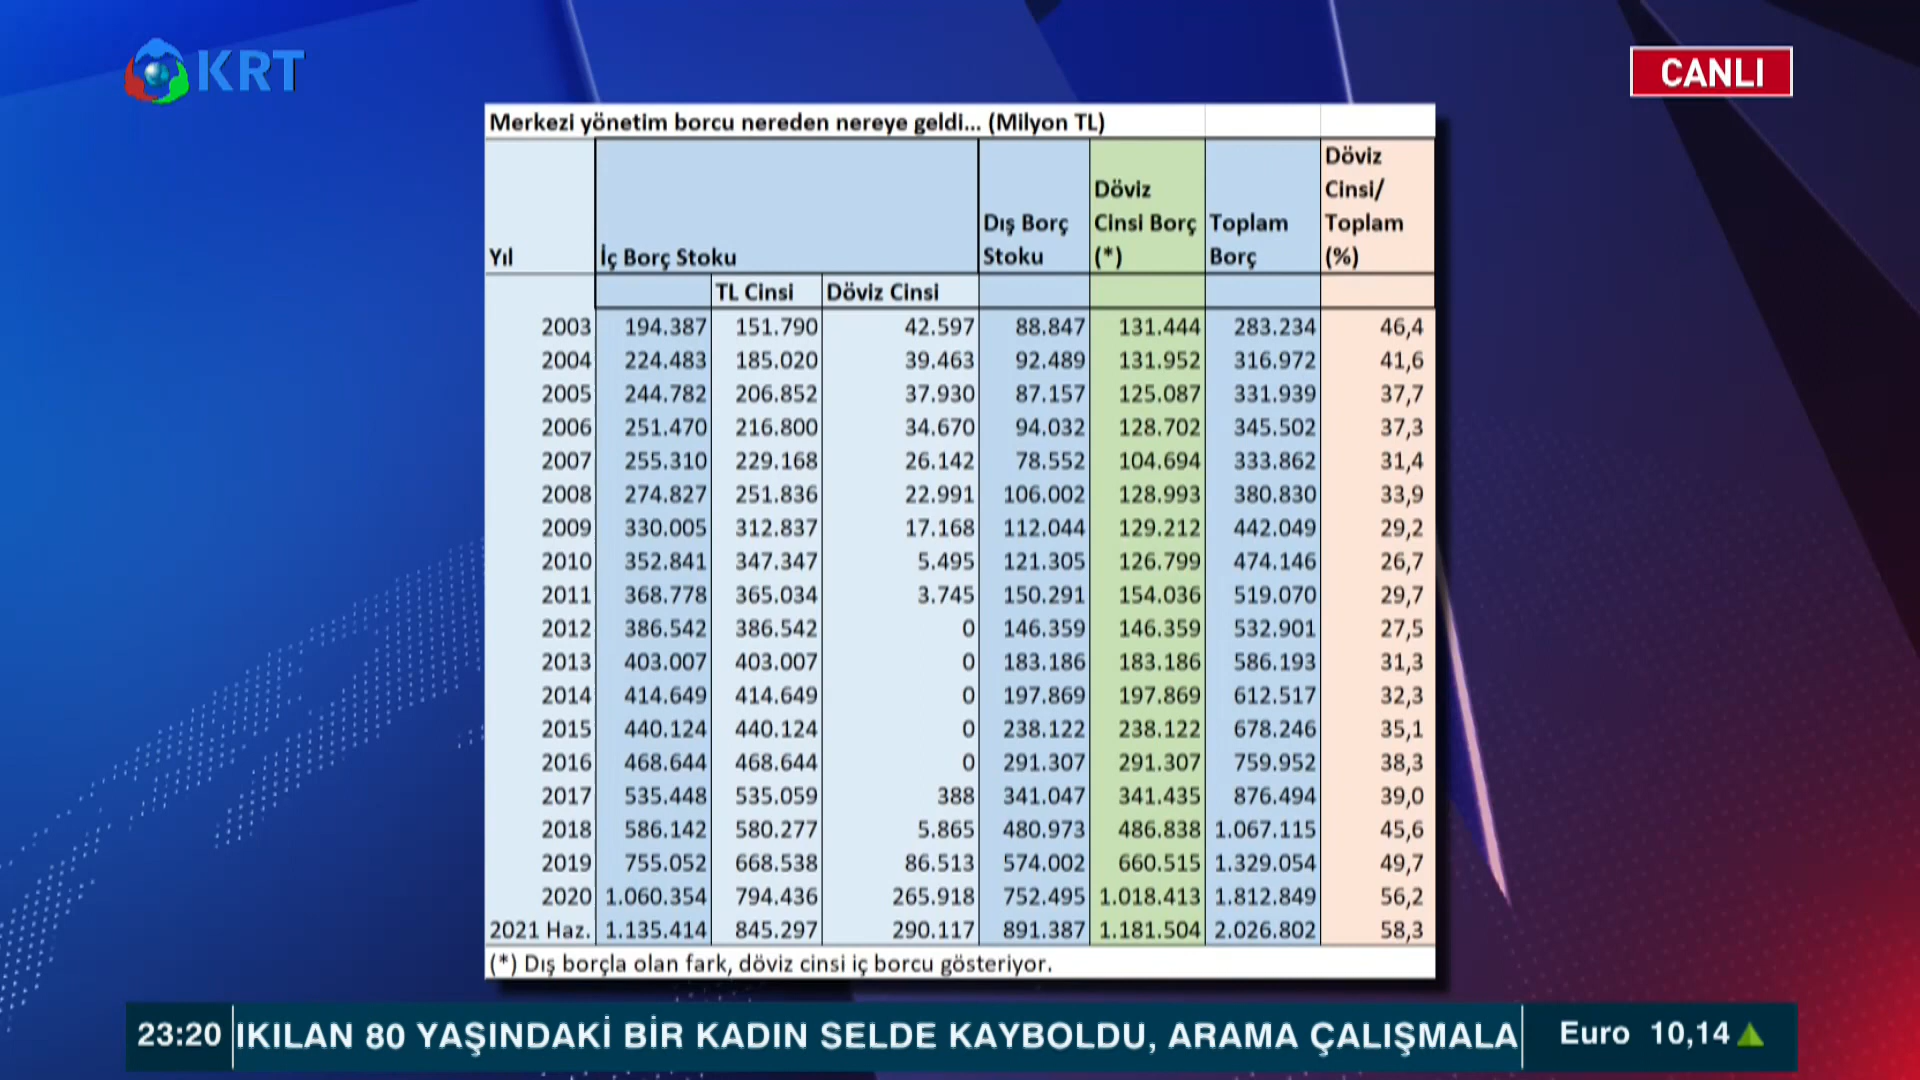 KRT
CANLI
Merkezi yönetim borcu nereden nereye geldi... (Milyon TL)
Yıl İç Borç Stoku Dış Borç Stoku Döviz Cinsi Borç (*) Toplam Borç Döviz Cinsi/ Toplam (%)
TL Cinsi Döviz Cinsi
2003 194.387 151.790 42.597 88.847 131.444 283.234 46,4
2004 224.483 185.020 39.463 92.489 131.952 316.972 41,6
2005 244.782 206.852 37.930 87.157 125.087 331.939 37,7
2006 251.470 216.800 34.670 94.032 128.702 345.502 37,3
2007 255.310 229.168 26.142 78.552 104.694 333.862 31,4
2008 274.827 251.836 22.991 106.002 128.993 380.830 33,9
2009 330.005 312.837 17.168 112.044 129.212 442.049 29,2
2010 352.841 347.347 5.495 121.305 126.799 474.146 26,7
2011 368.778 365.034 3.745 150.291 154.036 519.070 29,7
2012 386.542 386.542 0 146.359 146.359 532.901 27,5
2013 403.007 403.007 0 183.186 183.186 586.193 31,3
2014 414.649 414.649 0 197.869 197.869 612.517 32,3
2015 440.124 440.124 0 238.122 238.122 678.246 35,1
2016 468.644 468.644 0 291.307 291.307 759.952 38,3
2017 535.448 535.059 388 341.047 341.435 876.494 39,0
2018 586.142 580.277 5.865 480.973 486.838 1.067.115 45,6
2019 755.052 668.538 86.513 574.002 660.515 1.329.054 49,7
2020 1.060.354 794.436 265.918 752.495 1.018.413 1.812.849 56,2
2021 Haz. 1.135.414 845.297 290.117 891.387 1.181.504 2.026.802 58,3
(*) Dış borçla olan fark, döviz cinsi iç borcu gösteriyor.
23:20 IKILAN 80 YAŞINDAKİ BİR KADIN SELDE KAYBOLDU, ARAMA ÇALIŞMALA Euro 10,14